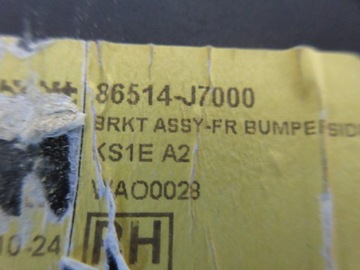 86514-J7000
BRKT ASSY-FR BUMPER SIDE
KS1E A2
WAO0028
10-24
RH